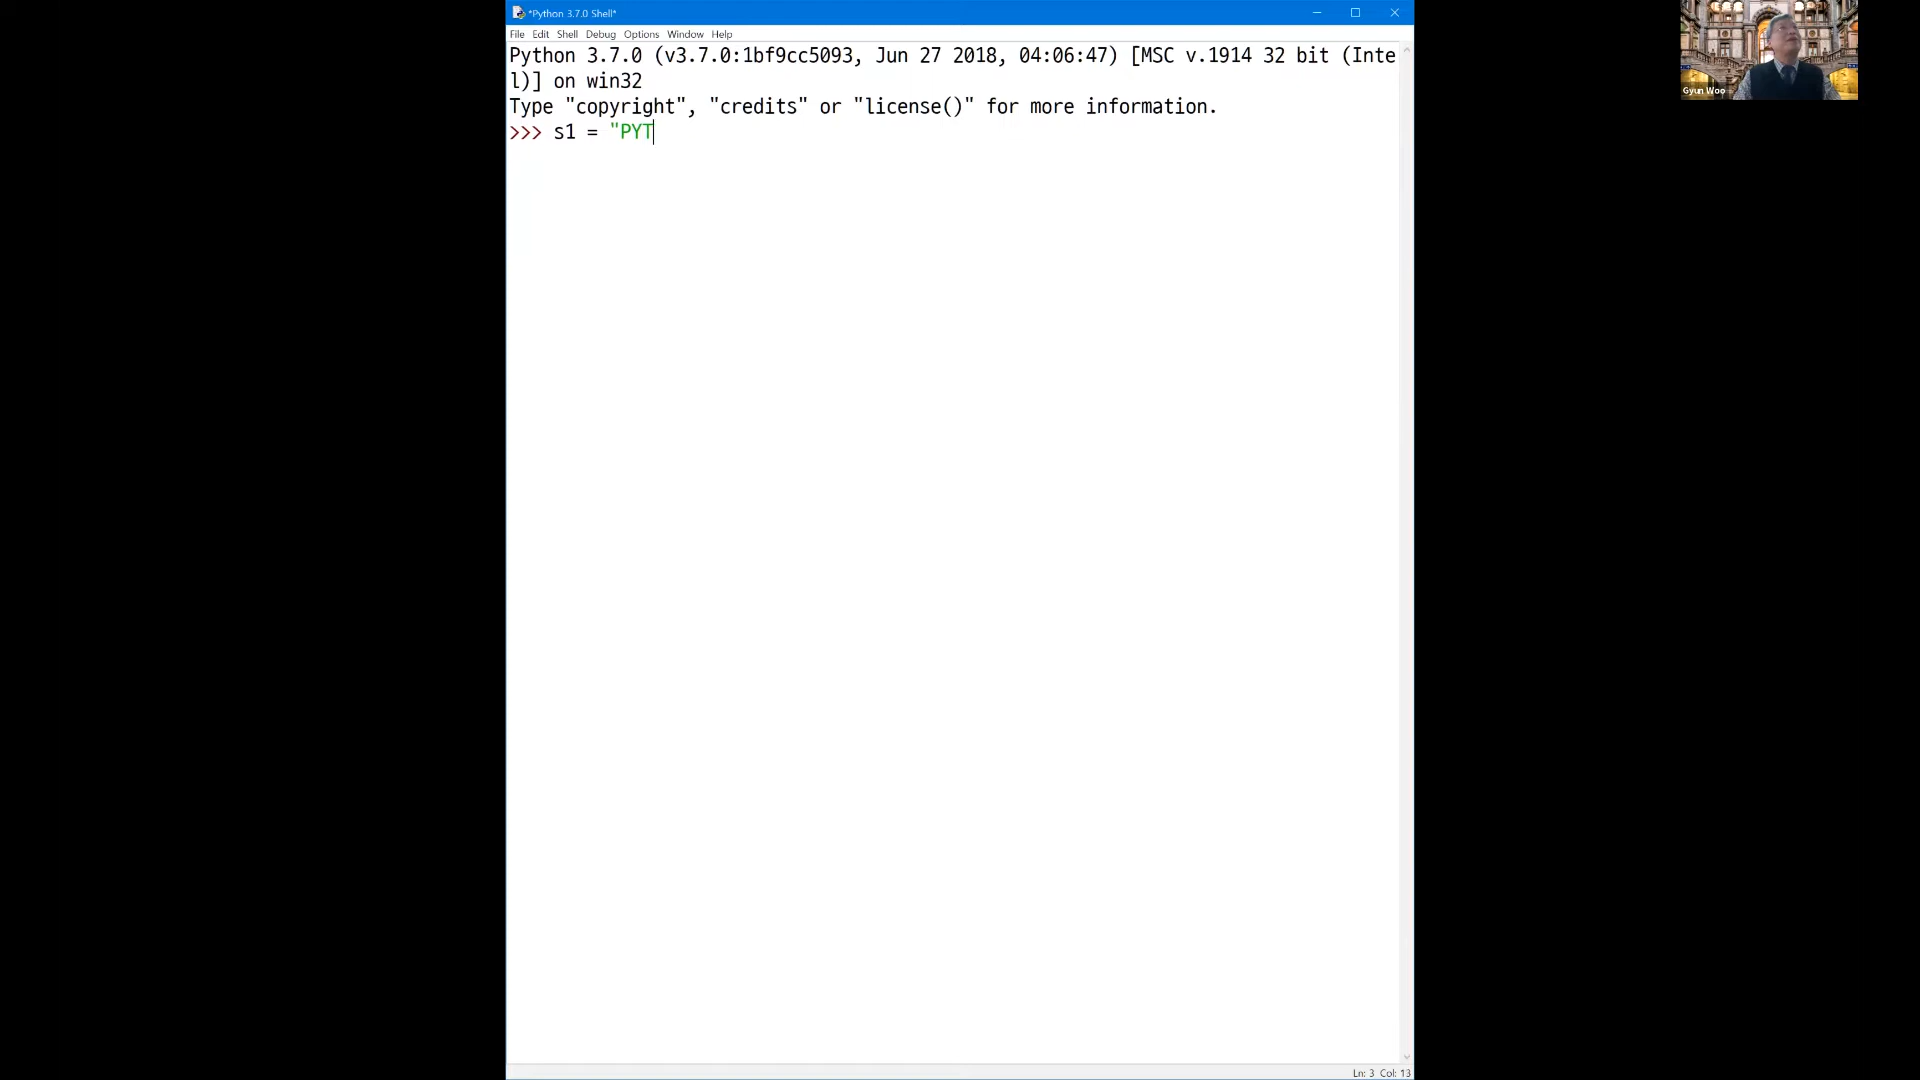 *Python 3.7.0 Shell*
File Edit Shell Debug Options Window Help
Python 3.7.0 (v3.7.0:1bf9cc5093, Jun 27 2018, 04:06:47) [MSC v.1914 32 bit (Inte
l)] on win32
Type "copyright", "credits" or "license()" for more information.
>>> s1 = "PYT
Ln: 3 Col: 13
Gyun Woo